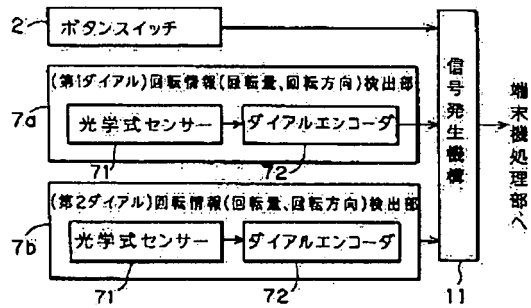 2 ボタンスイッチ
(第1ダイアル)回転情報(回転量、回転方向)検出部
7a
光学式センサー ダイアルエンコーダ
71 72
(第2ダイアル)回転情報(回転量、回転方向)検出部
7b
光学式センサー ダイアルエンコーダ
71 72
信号発生機構
11
端末機処理部へ